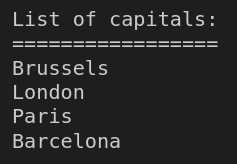 List of capitals:
=================
Brussels
London
Paris
Barcelona